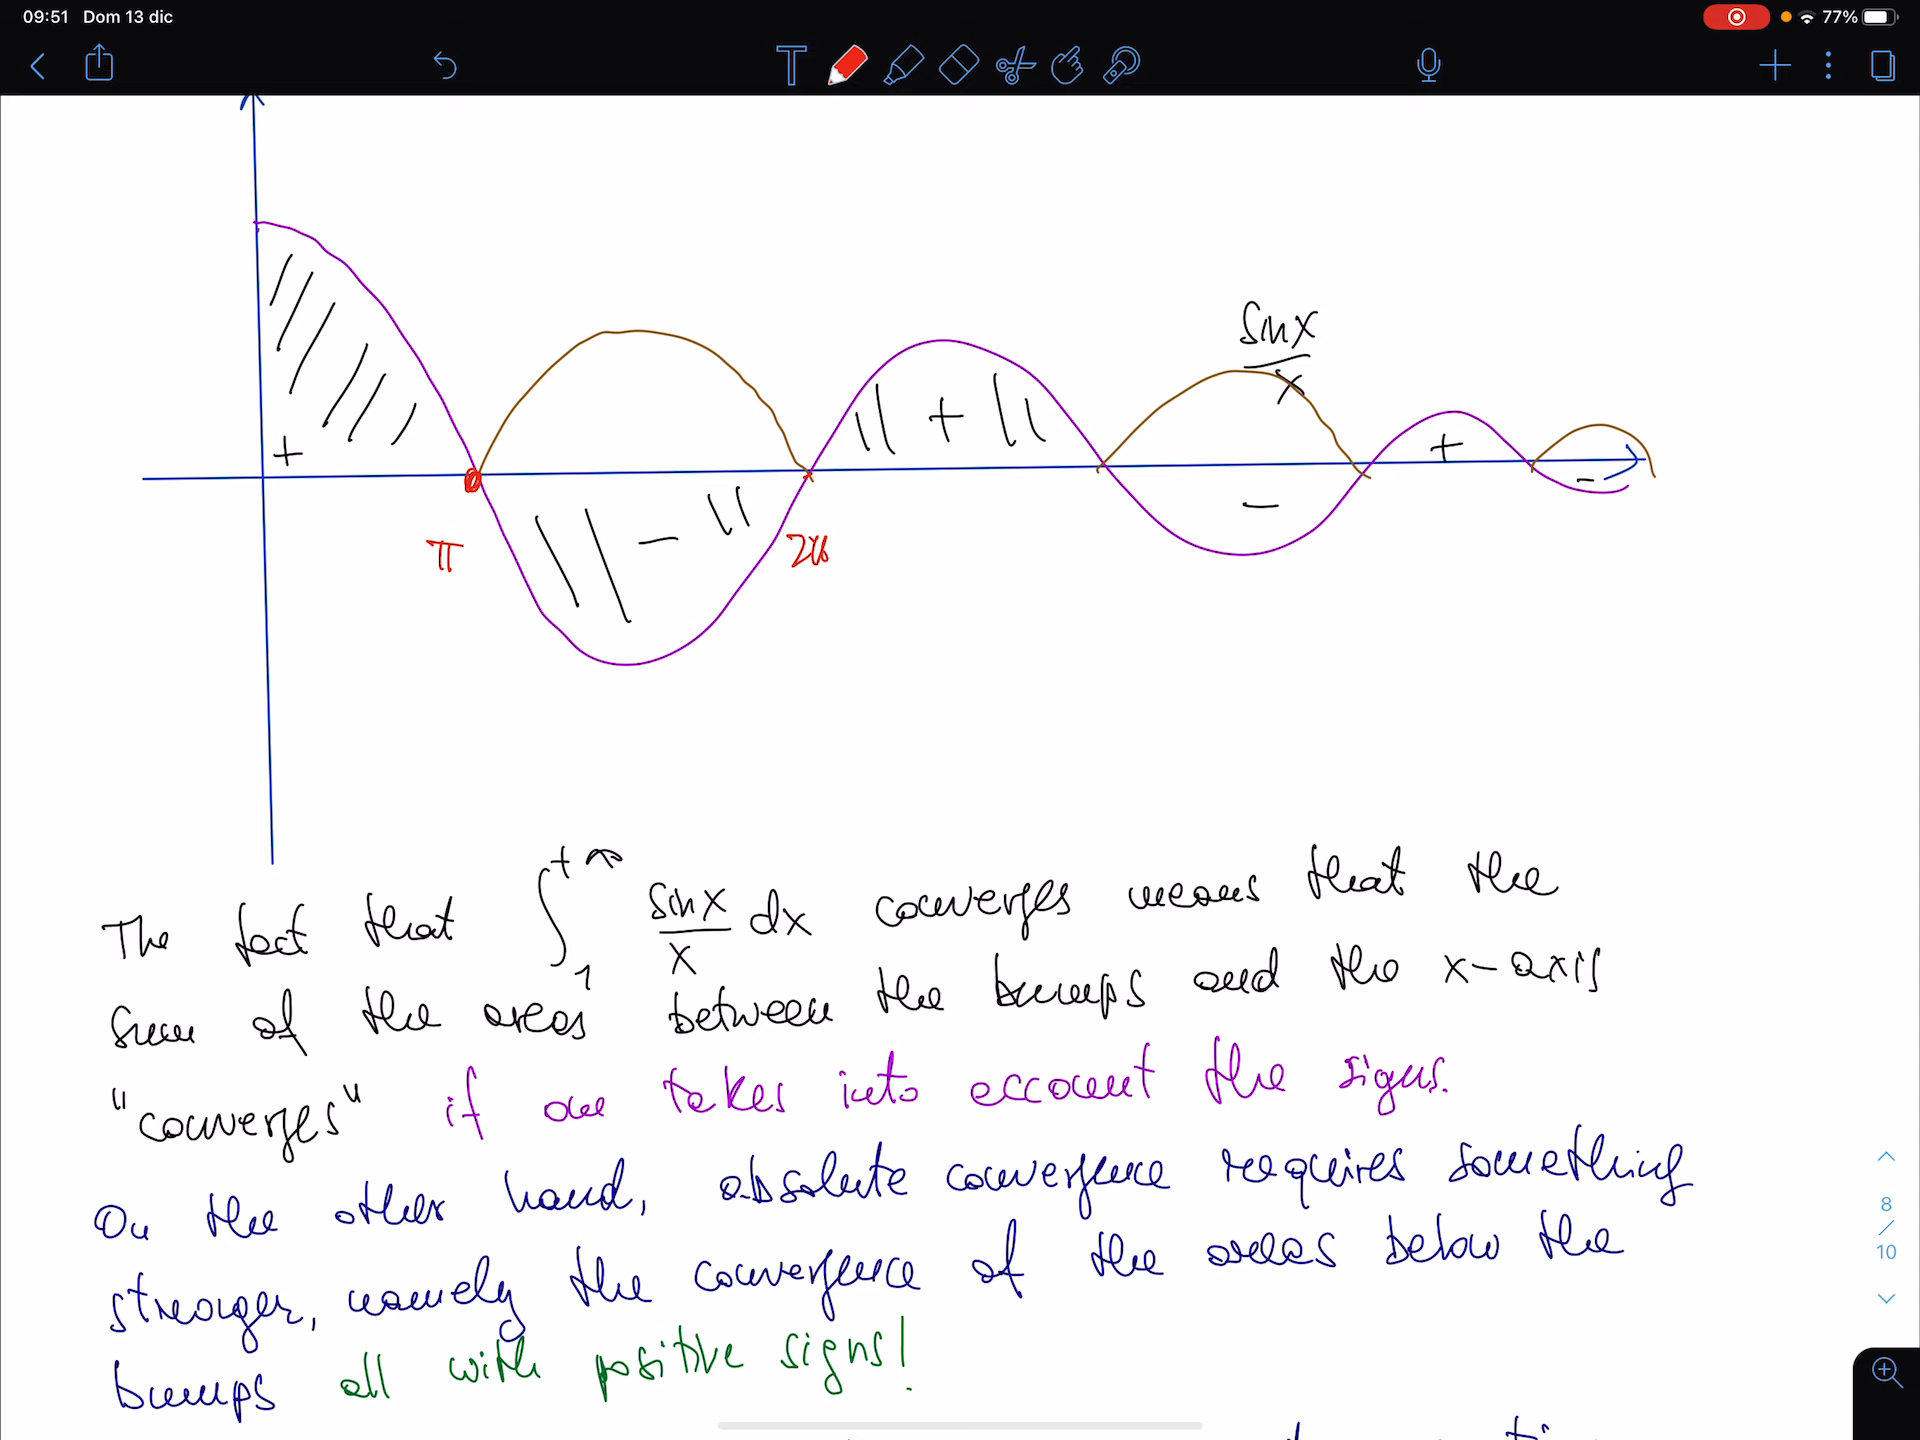 09:51 Dom 13 dic
77%
sin x
x
+
+
+
−
−
−
π
2π
The fact that ∫₁^{+∞} sin x / x dx converges means that the
sum of the areas between the bumps and the x-axis
"converges" if one takes into account the signs.
On the other hand, absolute convergence requires something
stronger, namely the convergence of the areas below the
bumps all with positive signs!
8
/
10